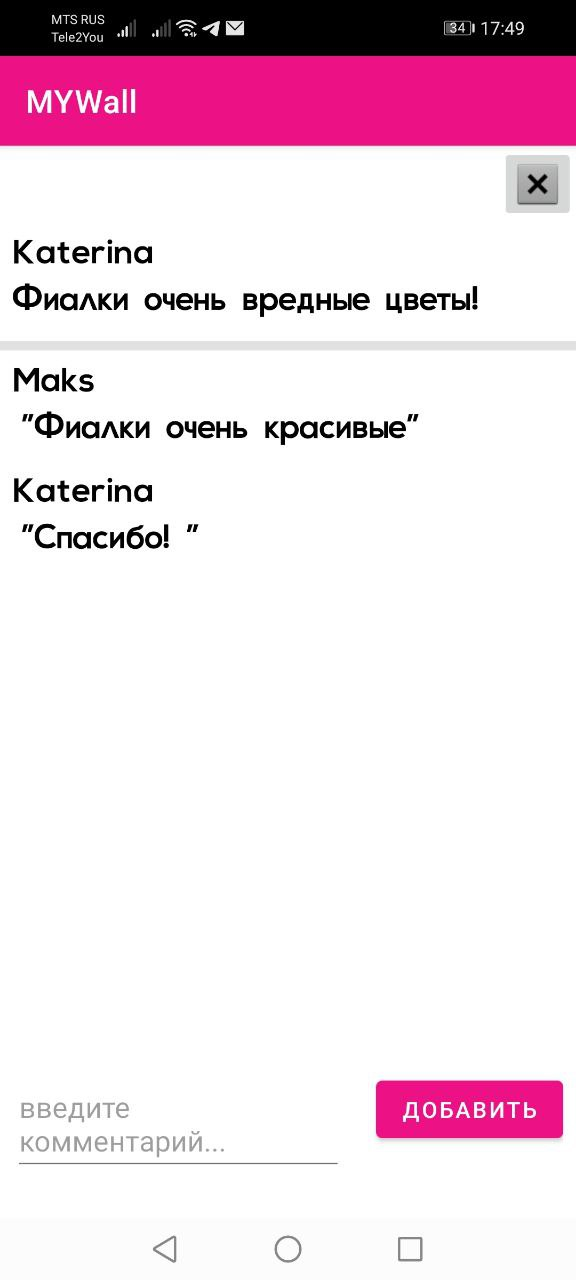 MTS RUS
Tele2You
34 17:49
MYWall
Katerina
Фиалки очень вредные цветы!
Maks
"Фиалки очень красивые"
Katerina
"Спасибо! "
введите
комментарий...
ДОБАВИТЬ